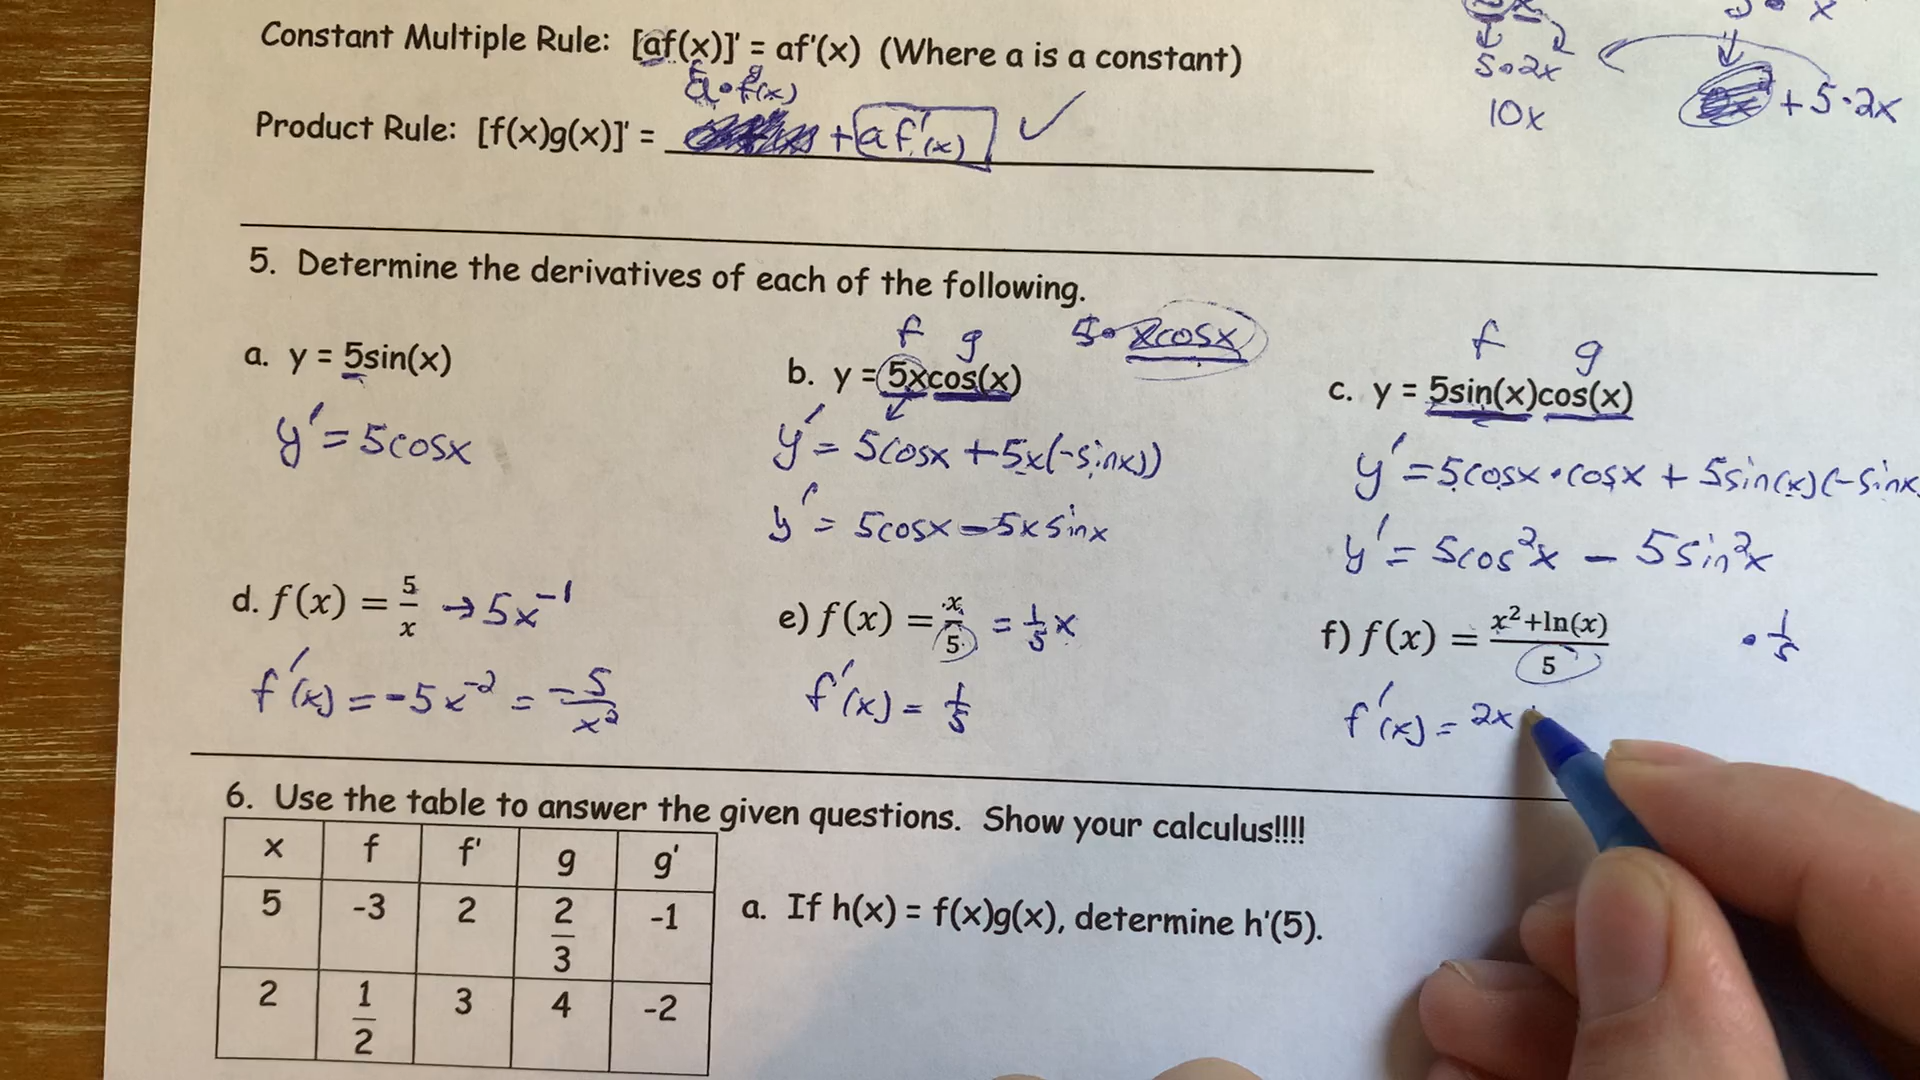 Constant Multiple Rule: [af(x)]' = af'(x) (Where a is a constant)
f g
a • f(x)
Product Rule: [f(x)g(x)]' = + af'(x) ✓
x
5•2x
10x
+ 5•2x
5. Determine the derivatives of each of the following.
a. y = 5sin(x)
y' = 5cosx
f g
5•xcosx
b. y = 5xcos(x)
y' = 5cosx + 5x(-sinx))
y' = 5cosx - 5xsinx
f g
c. y = 5sin(x)cos(x)
y' = 5cosx•cosx + 5sin(x)(-sinx
y' = 5cos²x - 5sin²x
d. f(x) = 5/x → 5x⁻¹
f'(x) = -5x⁻² = -5/x²
e) f(x) = x/5 = 1/5 x
f'(x) = 1/5
f) f(x) = x²+ln(x)/5 • 1/5
f'(x) = 2x
6. Use the table to answer the given questions. Show your calculus!!!!
x f f' g g'
5 -3 2 2/3 -1
2 1/2 3 4 -2
a. If h(x) = f(x)g(x), determine h'(5).